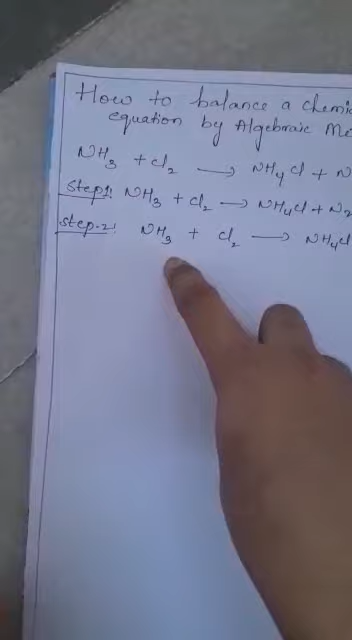 How to balance a chemic
equation by Algebraic Me
NH₃ + Cl₂ ⟶ NH₄Cl + N
Step1: NH₃ + Cl₂ ⟶ NH₄Cl + N₂
Step-2: NH₃ + Cl₂ ⟶ NH₄Cl